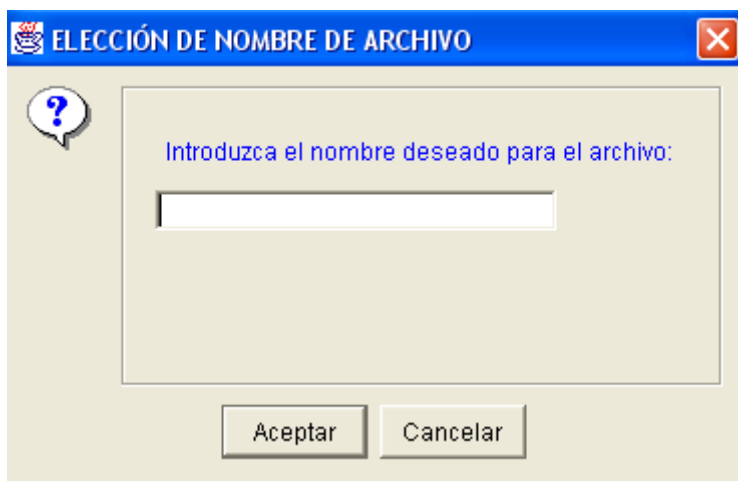 ELECCIÓN DE NOMBRE DE ARCHIVO
?
Introduzca el nombre deseado para el archivo:
Aceptar Cancelar